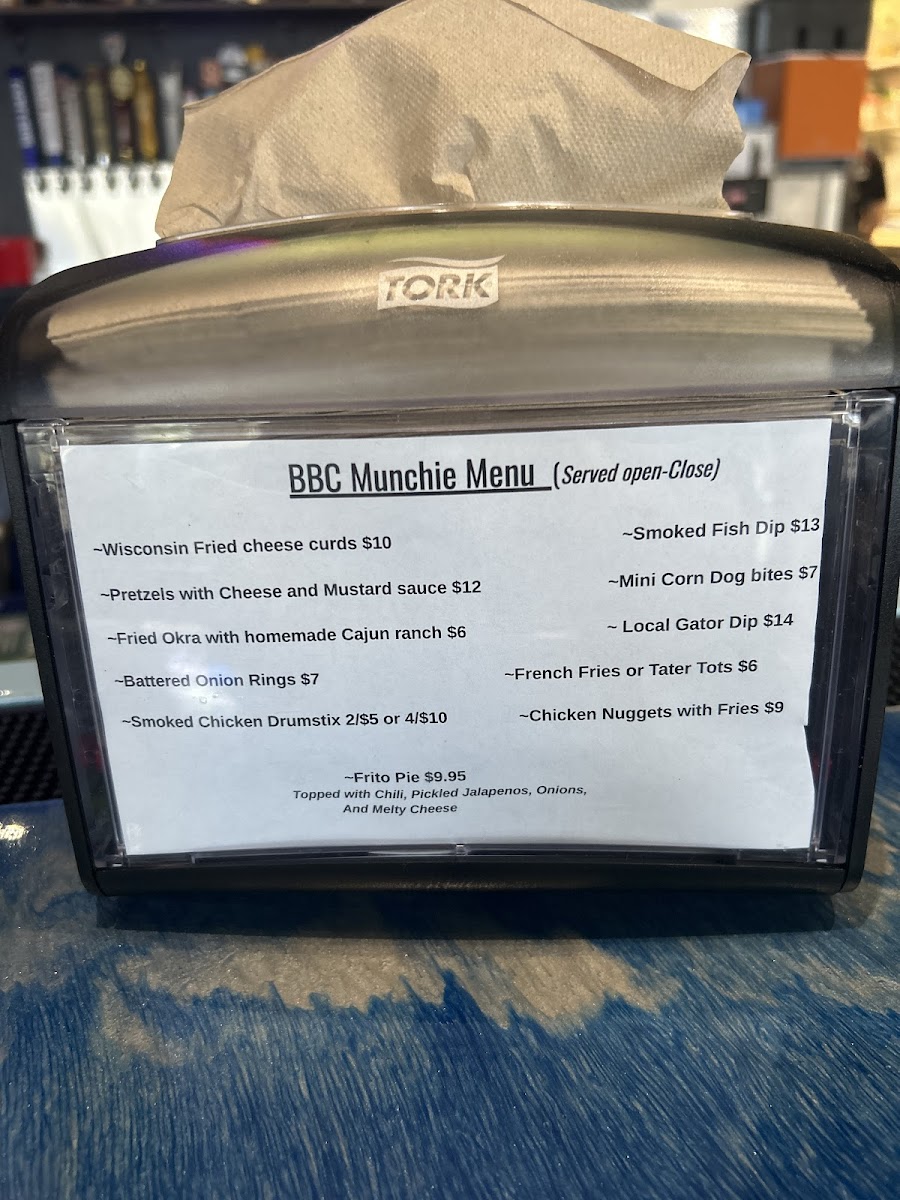 TORK
BBC Munchie Menu (Served open-Close)
~Wisconsin Fried cheese curds $10
~Pretzels with Cheese and Mustard sauce $12
~Fried Okra with homemade Cajun ranch $6
~Battered Onion Rings $7
~Smoked Chicken Drumstix 2/$5 or 4/$10
~Smoked Fish Dip $13
~Mini Corn Dog bites $7
~ Local Gator Dip $14
~French Fries or Tater Tots $6
~Chicken Nuggets with Fries $9
~Frito Pie $9.95
Topped with Chili, Pickled Jalapenos, Onions,
And Melty Cheese